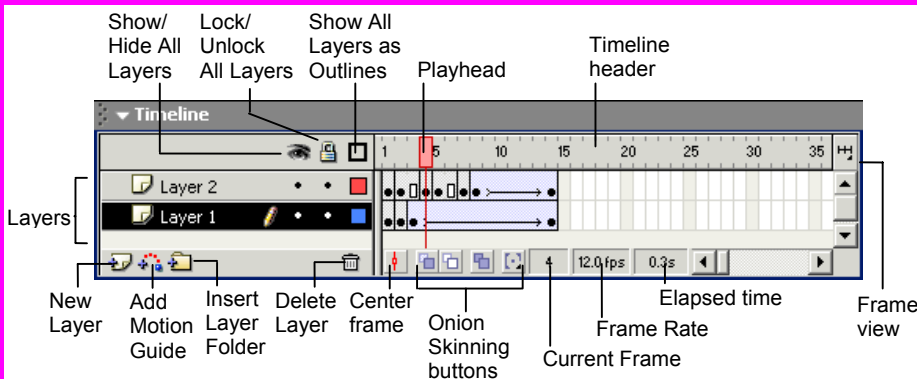 Show/
Hide All
Layers
Lock/
Unlock
All Layers
Show All
Layers as
Outlines
Playhead
Timeline
header
Timeline
1 5 10 15 20 25 30 35
Layer 2
Layer 1
Layers
4 12.0 fps 0.3s
New
Layer
Add
Motion
Guide
Insert
Layer
Folder
Delete
Layer
Center
frame
Onion
Skinning
buttons
Current Frame
Frame Rate
Elapsed time
Frame
view